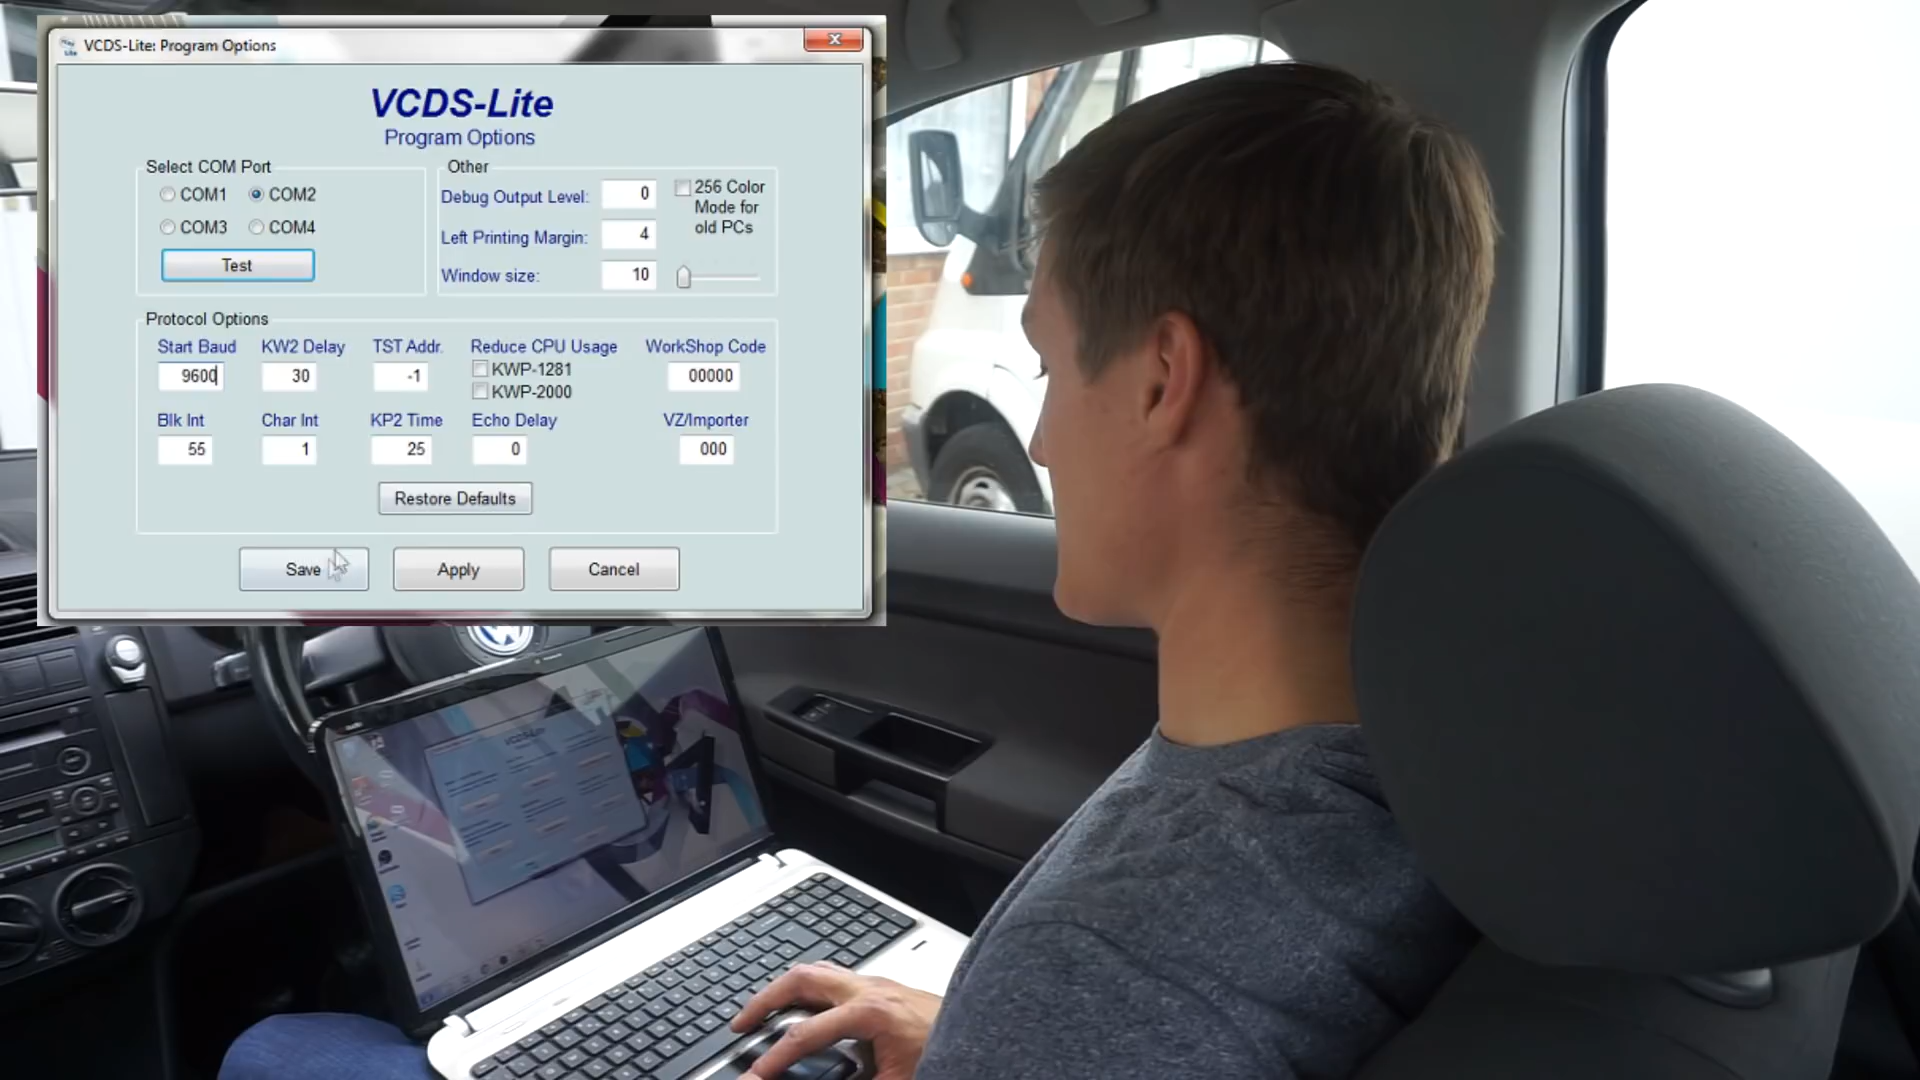 VCDS-Lite: Program Options
VCDS-Lite
Program Options
Select COM Port
COM1
COM2
COM3
COM4
Test
Other
Debug Output Level: 0
Left Printing Margin: 4
Window size: 10
256 Color
Mode for
old PCs
Protocol Options
Start Baud KW2 Delay TST Addr. Reduce CPU Usage WorkShop Code
9600 30 -1 KWP-1281 00000
KWP-2000
Blk Int Char Int KP2 Time Echo Delay VZ/Importer
55 1 25 0 000
Restore Defaults
Save Apply Cancel